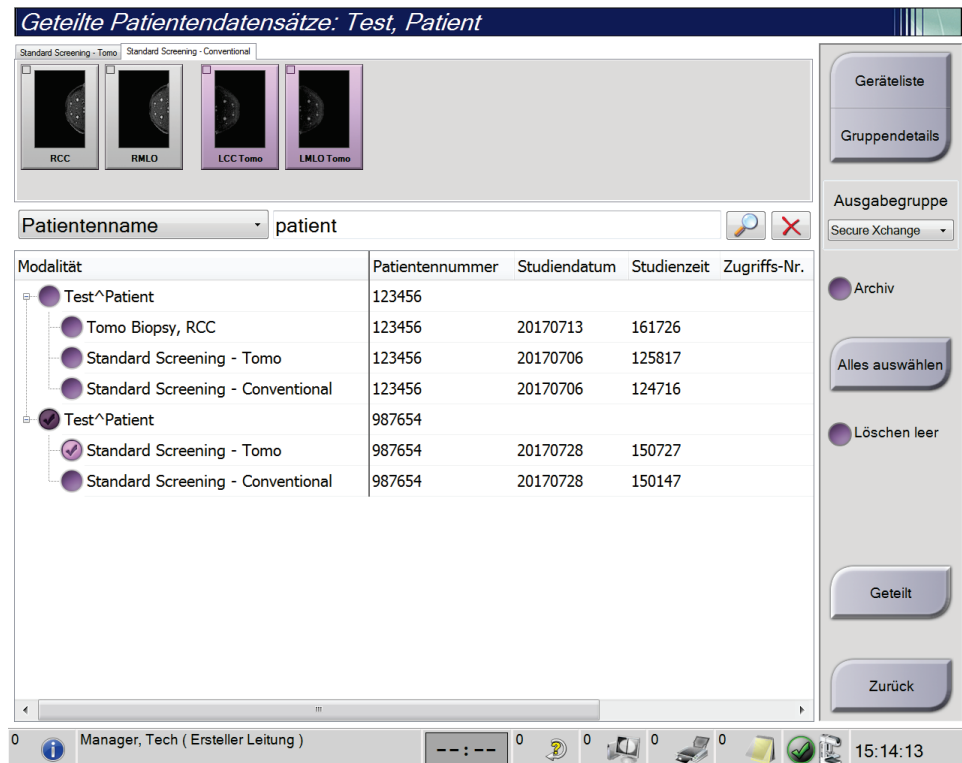 Geteilte Patientendatensätze: Test, Patient
Standard Screening - Tomo Standard Screening - Conventional
RCC RMLO LCC Tomo LMLO Tomo
Geräteliste
Gruppendetails
Ausgabegruppe
Secure Xchange
Patientenname patient
Modalität Patientennummer Studiendatum Studienzeit Zugriffs-Nr.
Test^Patient 123456
Tomo Biopsy, RCC 123456 20170713 161726
Standard Screening - Tomo 123456 20170706 125817
Standard Screening - Conventional 123456 20170706 124716
Test^Patient 987654
Standard Screening - Tomo 987654 20170728 150727
Standard Screening - Conventional 987654 20170728 150147
Archiv
Alles auswählen
Löschen leer
Geteilt
Zurück
0 Manager, Tech ( Ersteller Leitung ) --:-- 0 0 0 0 15:14:13